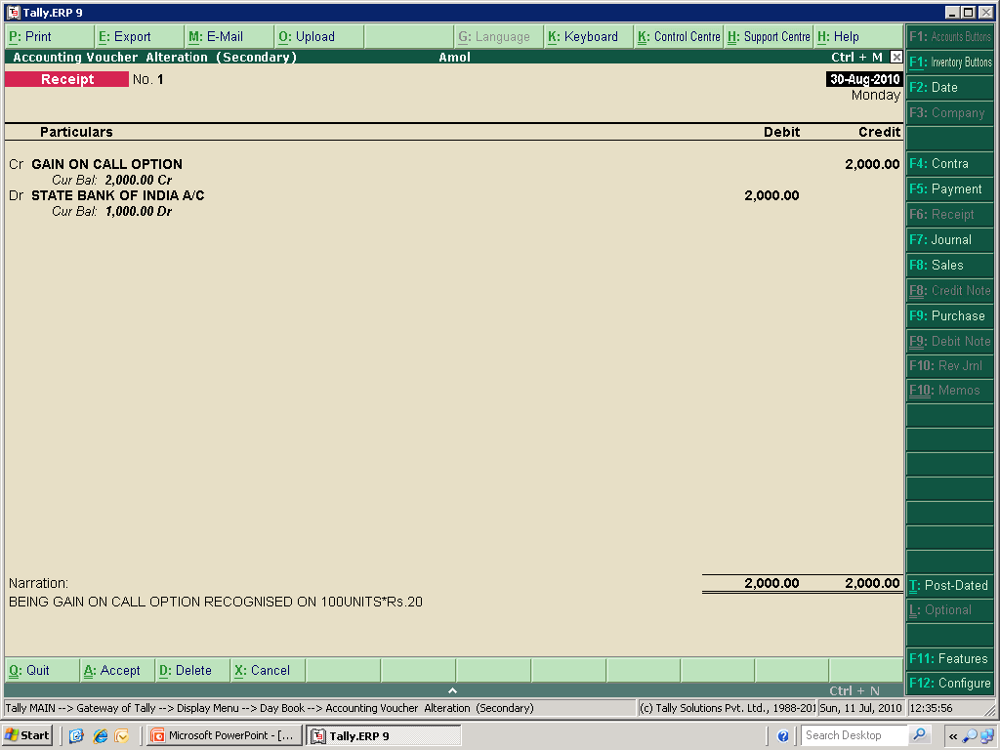 Tally.ERP 9
P: Print E: Export M: E-Mail O: Upload G: Language K: Keyboard K: Control Centre H: Support Centre H: Help
Accounting Voucher Alteration (Secondary) Amol Ctrl + M
Receipt No. 1 30-Aug-2010
Monday
Particulars Debit Credit
Cr GAIN ON CALL OPTION 2,000.00
Cur Bal: 2,000.00 Cr
Dr STATE BANK OF INDIA A/C 2,000.00
Cur Bal: 1,000.00 Dr
Narration: 2,000.00 2,000.00
BEING GAIN ON CALL OPTION RECOGNISED ON 100UNITS*Rs.20
F1: Accounts Buttons
F1: Inventory Buttons
F2: Date
F3: Company
F4: Contra
F5: Payment
F6: Receipt
F7: Journal
F8: Sales
F8: Credit Note
F9: Purchase
F9: Debit Note
F10: Rev Jrnl
F10: Memos
T: Post-Dated
L: Optional
F11: Features
F12: Configure
Q: Quit A: Accept D: Delete X: Cancel
Ctrl + N
Tally MAIN --> Gateway of Tally --> Display Menu --> Day Book --> Accounting Voucher Alteration (Secondary) (c) Tally Solutions Pvt. Ltd., 1988-201 Sun, 11 Jul, 2010 12:35:56
Start Microsoft PowerPoint - [... Tally.ERP 9 Search Desktop